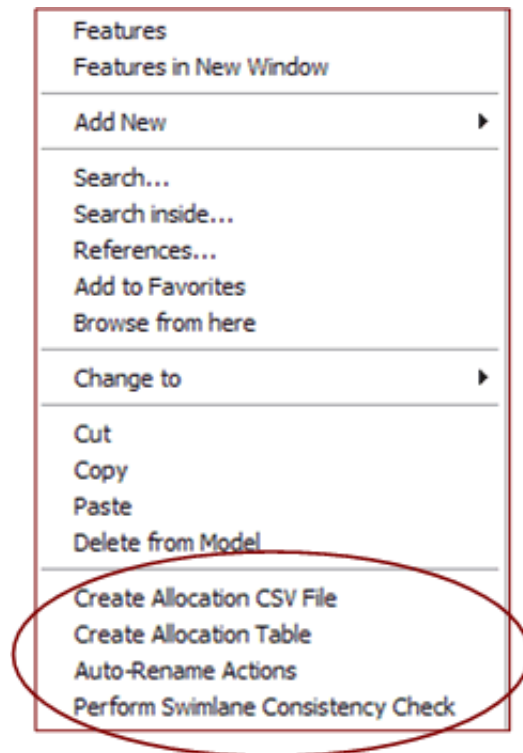 Features
Features in New Window
Add New
Search...
Search inside...
References...
Add to Favorites
Browse from here
Change to
Cut
Copy
Paste
Delete from Model
Create Allocation CSV File
Create Allocation Table
Auto-Rename Actions
Perform Swimlane Consistency Check